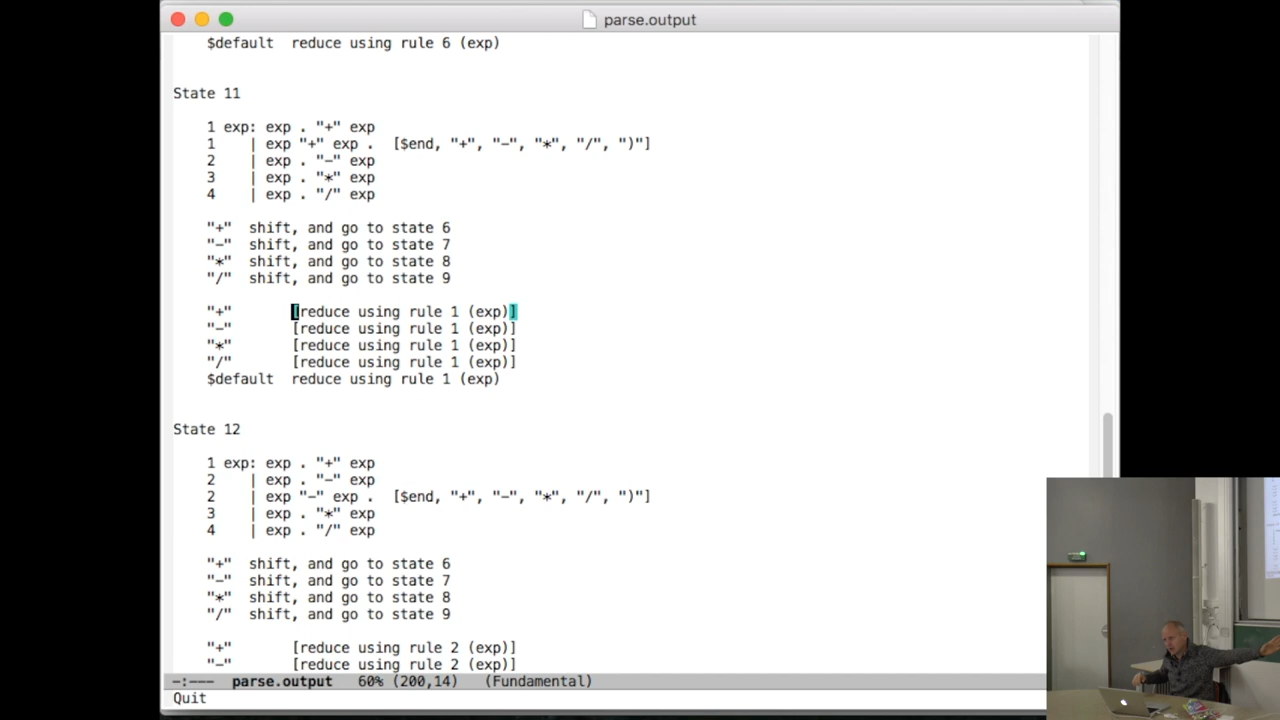 parse.output
$default  reduce using rule 6 (exp)
State 11
1 exp: exp . "+" exp
1    | exp "+" exp .  [$end, "+", "-", "*", "/", ")"]
2    | exp . "-" exp
3    | exp . "*" exp
4    | exp . "/" exp
"+"  shift, and go to state 6
"-"  shift, and go to state 7
"*"  shift, and go to state 8
"/"  shift, and go to state 9
"+"       [reduce using rule 1 (exp)]
"-"       [reduce using rule 1 (exp)]
"*"       [reduce using rule 1 (exp)]
"/"       [reduce using rule 1 (exp)]
$default  reduce using rule 1 (exp)
State 12
1 exp: exp . "+" exp
2    | exp . "-" exp
2    | exp "-" exp .  [$end, "+", "-", "*", "/", ")"]
3    | exp . "*" exp
4    | exp . "/" exp
"+"  shift, and go to state 6
"-"  shift, and go to state 7
"*"  shift, and go to state 8
"/"  shift, and go to state 9
"+"       [reduce using rule 2 (exp)]
"-"       [reduce using rule 2 (exp)]
-:---  parse.output   60% (200,14)   (Fundamental)
Quit